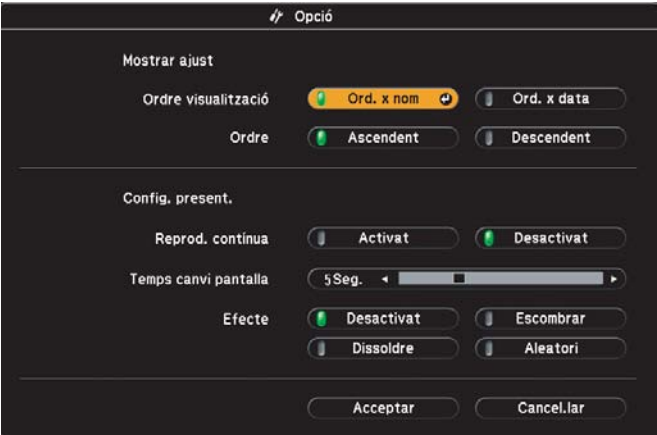 Opció
Mostrar ajust
Ordre visualització Ord. x nom Ord. x data
Ordre Ascendent Descendent
Config. present.
Reprod. contínua Activat Desactivat
Temps canvi pantalla 5Seg.
Efecte Desactivat Escombrar
Dissoldre Aleatori
Acceptar Cancel.lar